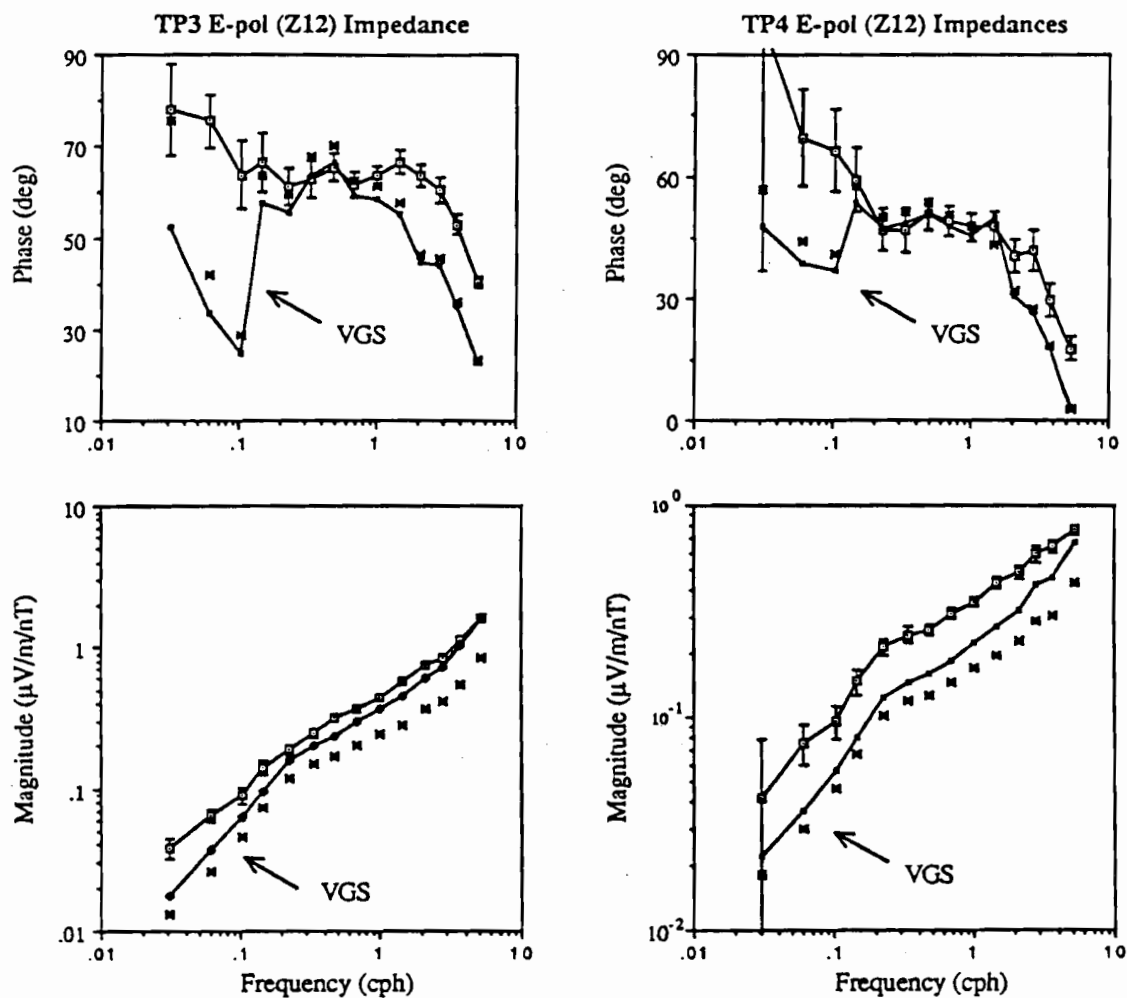 TP3 E-pol (Z12) Impedance
90
70
50
30
10
Phase (deg)
VGS
.01
.1
1
10
TP4 E-pol (Z12) Impedances
90
60
30
0
Phase (deg)
VGS
.01
.1
1
10
10
1
.1
.01
Magnitude (µV/m/nT)
VGS
.01
.1
1
10
Frequency (cph)
10⁰
10⁻¹
10⁻²
Magnitude (µV/m/nT)
VGS
.01
.1
1
10
Frequency (cph)